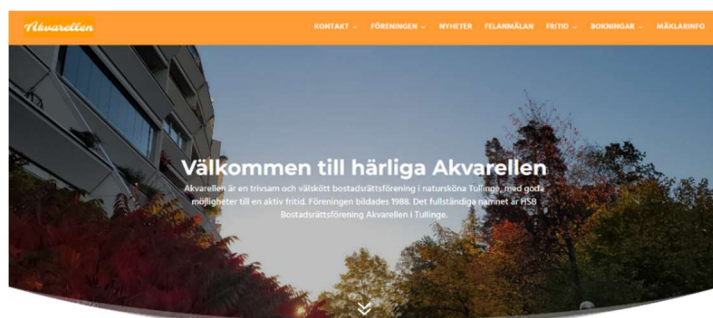 Akvarellen
KONTAKT FÖRENINGEN NYHETER FELANMÄLAN FRITID BOKNINGAR MÄKLARINFO
Välkommen till härliga Akvarellen
Akvarellen är en trivsam och välskött bostadsrättsförening i natursköna Tullinge, med goda
möjligheter till en aktiv fritid. Föreningen bildades 1988. Det fullständiga namnet är HSB
Bostadsrättsförening Akvarellen i Tullinge.